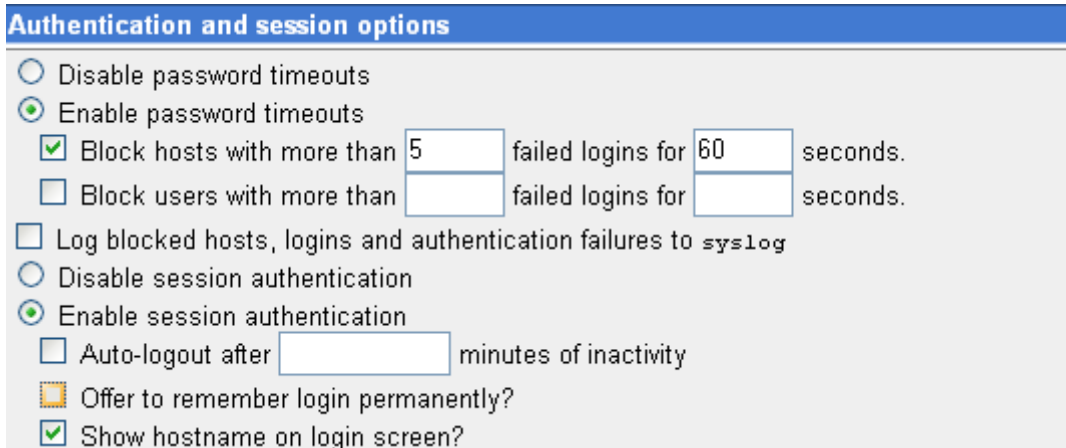 Authentication and session options
Disable password timeouts
Enable password timeouts
Block hosts with more than 5 failed logins for 60 seconds.
Block users with more than failed logins for seconds.
Log blocked hosts, logins and authentication failures to syslog
Disable session authentication
Enable session authentication
Auto-logout after minutes of inactivity
Offer to remember login permanently?
Show hostname on login screen?